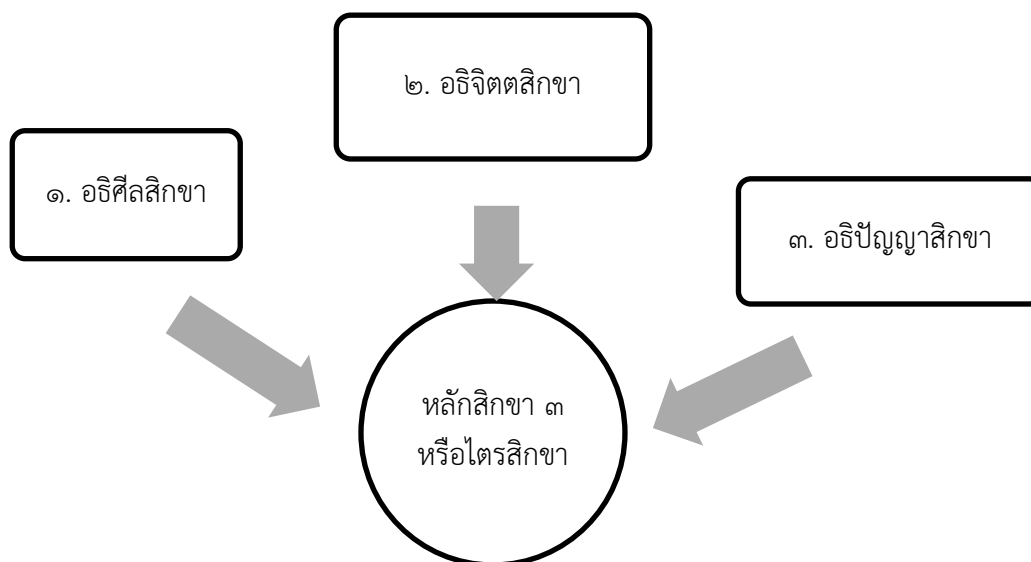 ๑. อธิศีลสิกขา
๒. อธิจิตตสิกขา
๓. อธิปัญญาสิกขา
หลักสิกขา ๓
หรือไตรสิกขา